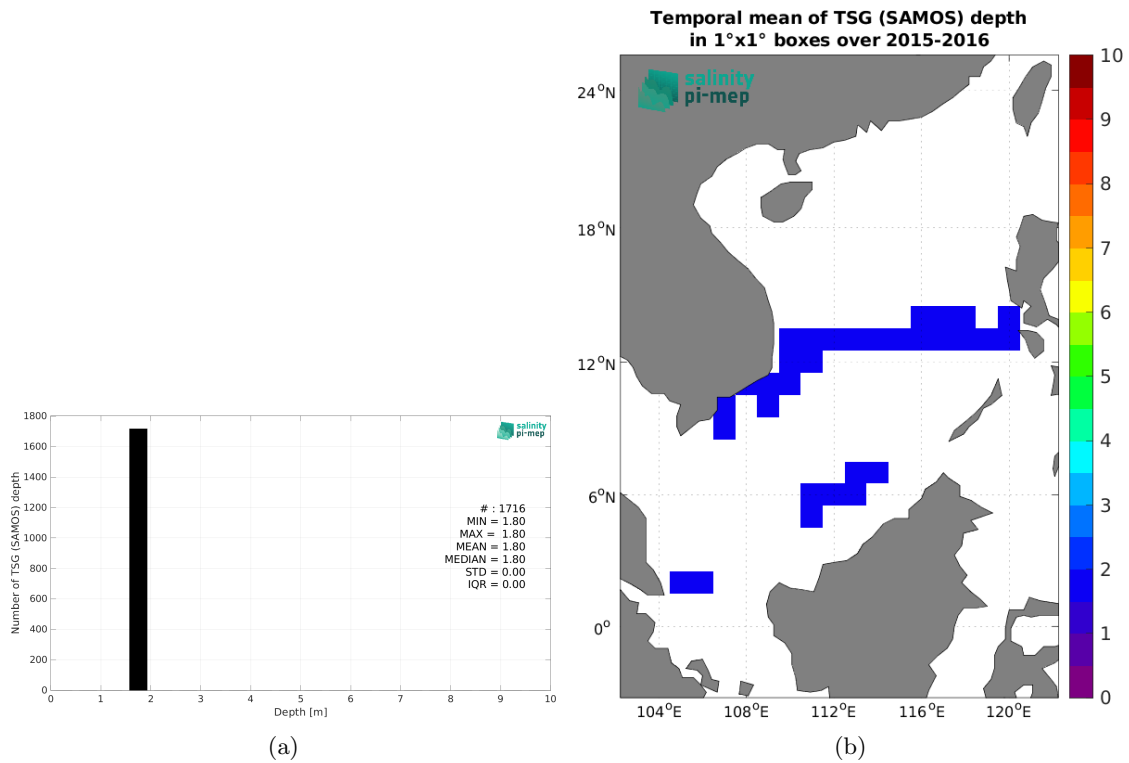 Temporal mean of TSG (SAMOS) depth
in 1°x1° boxes over 2015-2016
salinity
pi-mep
24°N
18°N
12°N
6°N
0°
104°E
108°E
112°E
116°E
120°E
10
9
8
7
6
5
4
3
2
1
0
1800
1600
1400
1200
1000
800
600
400
200
0
Number of TSG (SAMOS) depth
salinity
pi-mep
# : 1716
MIN = 1.80
MAX = 1.80
MEAN = 1.80
MEDIAN = 1.80
STD = 0.00
IQR = 0.00
0 1 2 3 4 5 6 7 8 9 10
Depth [m]
(a)
(b)